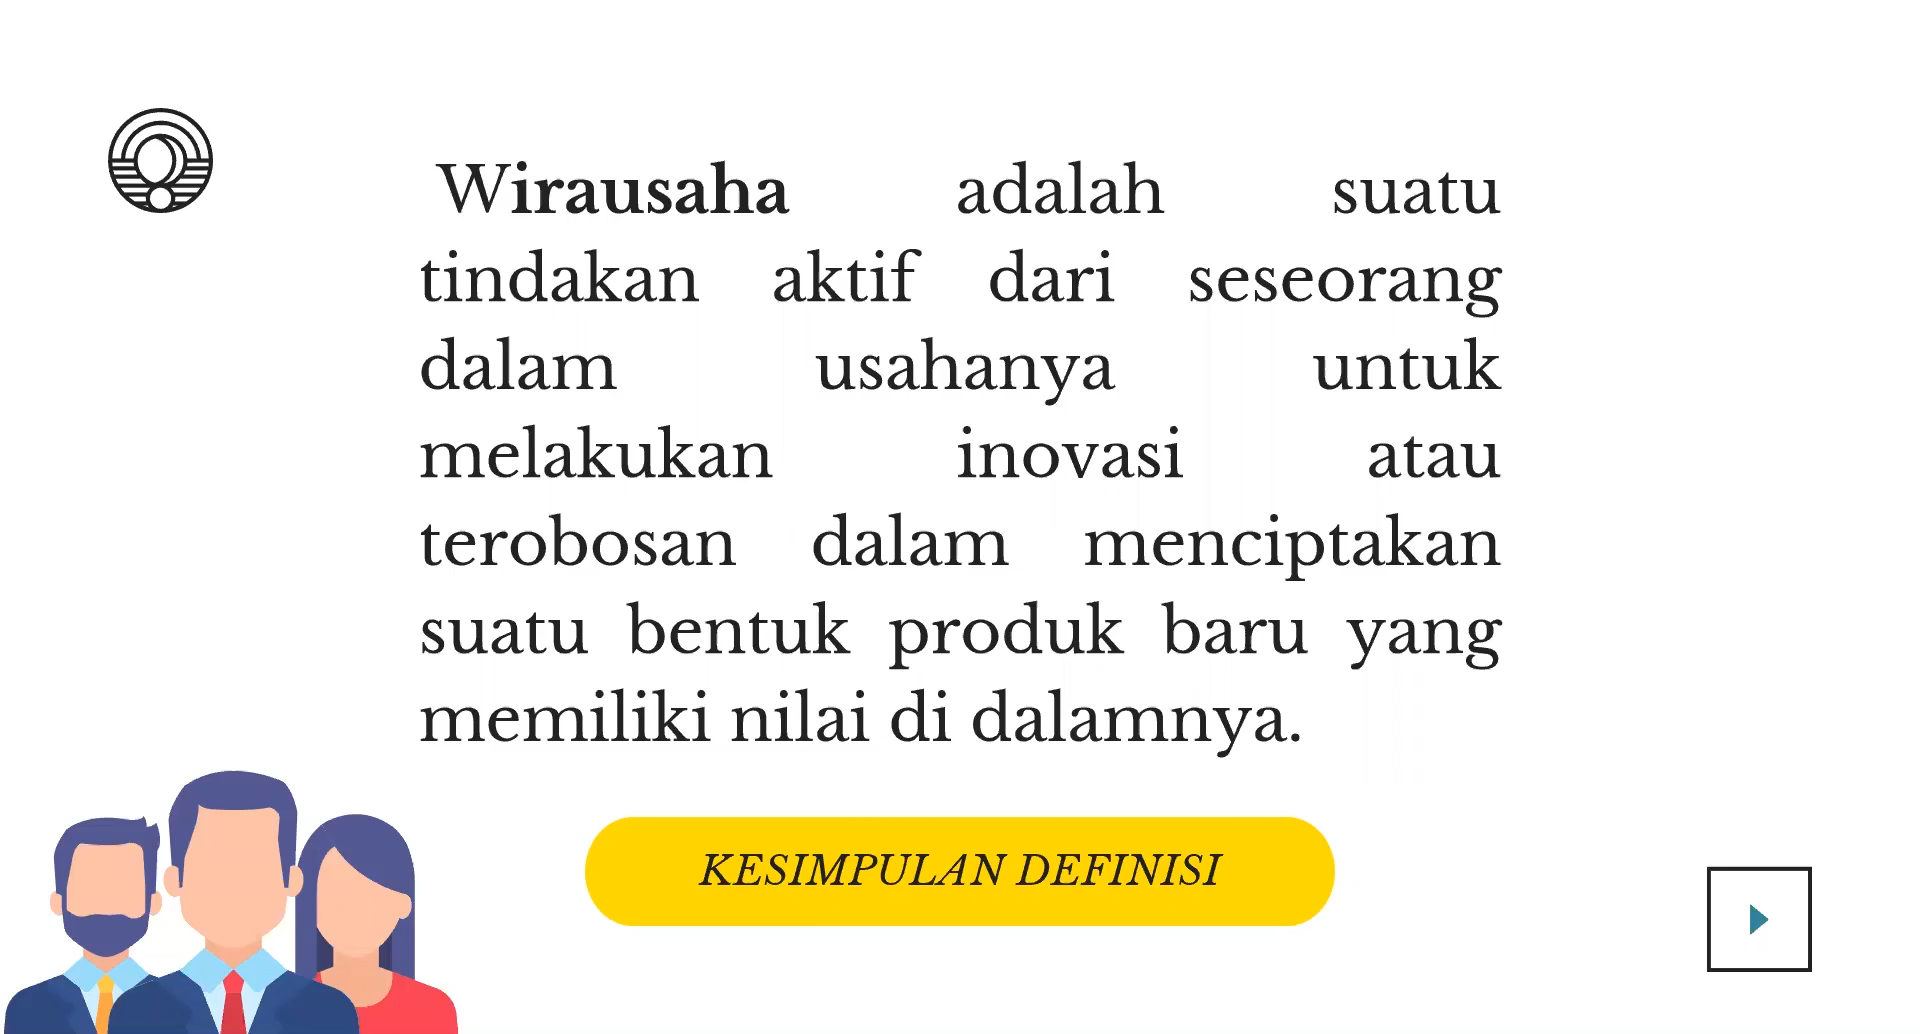 Wirausaha adalah suatu
tindakan aktif dari seseorang
dalam usahanya untuk
melakukan inovasi atau
terobosan dalam menciptakan
suatu bentuk produk baru yang
memiliki nilai di dalamnya.
KESIMPULAN DEFINISI